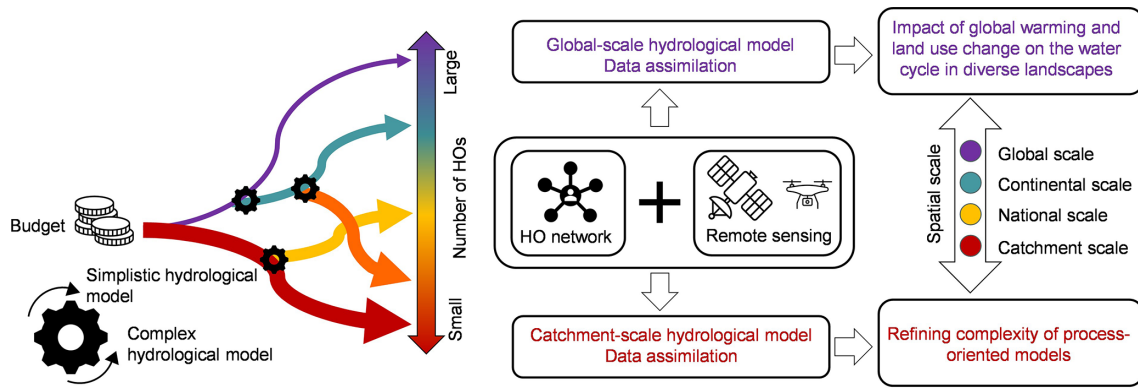 Budget
Simplistic hydrological
model
Complex
hydrological model
Large
Number of HOs
Small
Global-scale hydrological model
Data assimilation
Impact of global warming and
land use change on the water
cycle in diverse landscapes
HO network
Remote sensing
Spatial scale
Global scale
Continental scale
National scale
Catchment scale
Catchment-scale hydrological model
Data assimilation
Refining complexity of process-
oriented models